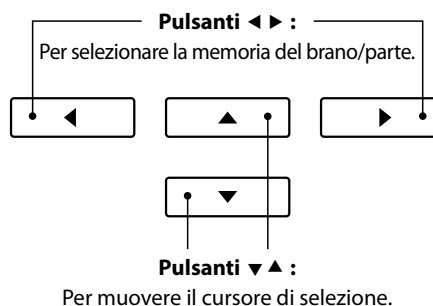 Pulsanti ◀ ▶ :
Per selezionare la memoria del brano/parte.
Pulsanti ▼ ▲ :
Per muovere il cursore di selezione.